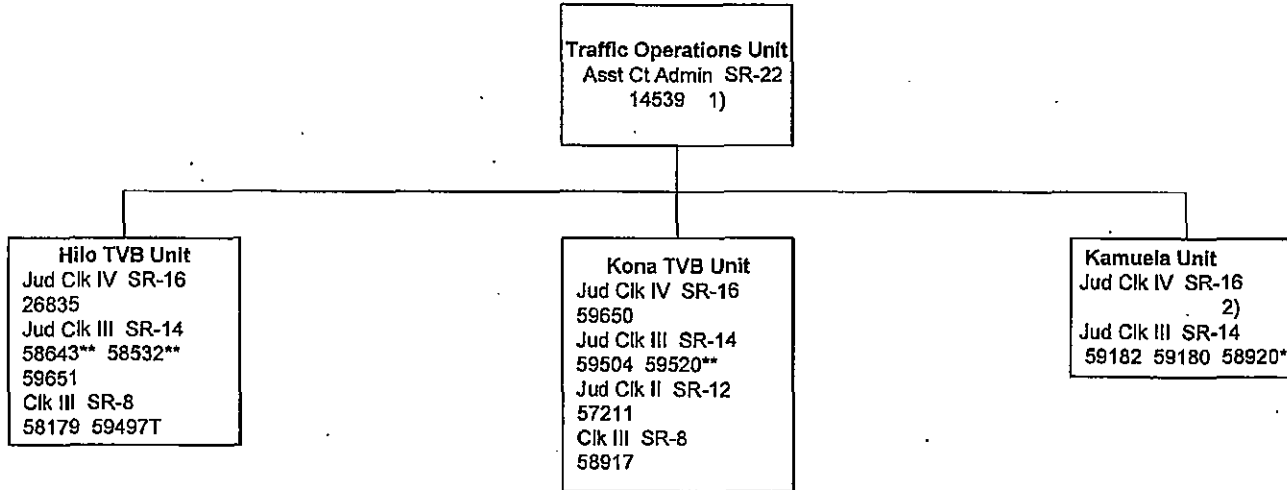 Traffic Operations Unit
Asst Ct Admin SR-22
14539 1)
Hilo TVB Unit
Jud Clk IV SR-16
26835
Jud Clk III SR-14
58643** 58532**
59651
Clk III SR-8
58179 59497T
Kona TVB Unit
Jud Clk IV SR-16
59650
Jud Clk III SR-14
59504 59520**
Jud Clk II SR-12
57211
Clk III SR-8
58917
Kamuela Unit
Jud Clk IV SR-16
2)
Jud Clk III SR-14
59182 59180 58920*